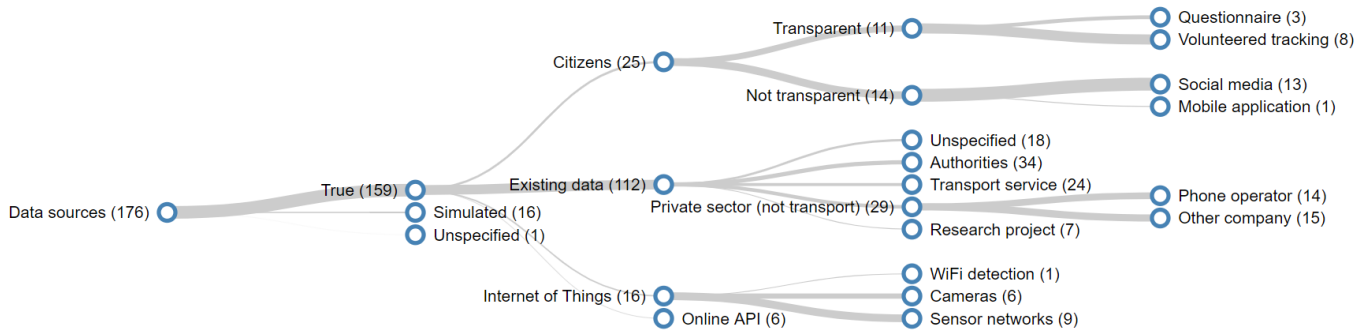 Data sources (176)
True (159)
Simulated (16)
Unspecified (1)
Citizens (25)
Existing data (112)
Internet of Things (16)
Online API (6)
Transparent (11)
Not transparent (14)
Unspecified (18)
Authorities (34)
Transport service (24)
Private sector (not transport) (29)
Research project (7)
WiFi detection (1)
Cameras (6)
Sensor networks (9)
Questionnaire (3)
Volunteered tracking (8)
Social media (13)
Mobile application (1)
Phone operator (14)
Other company (15)